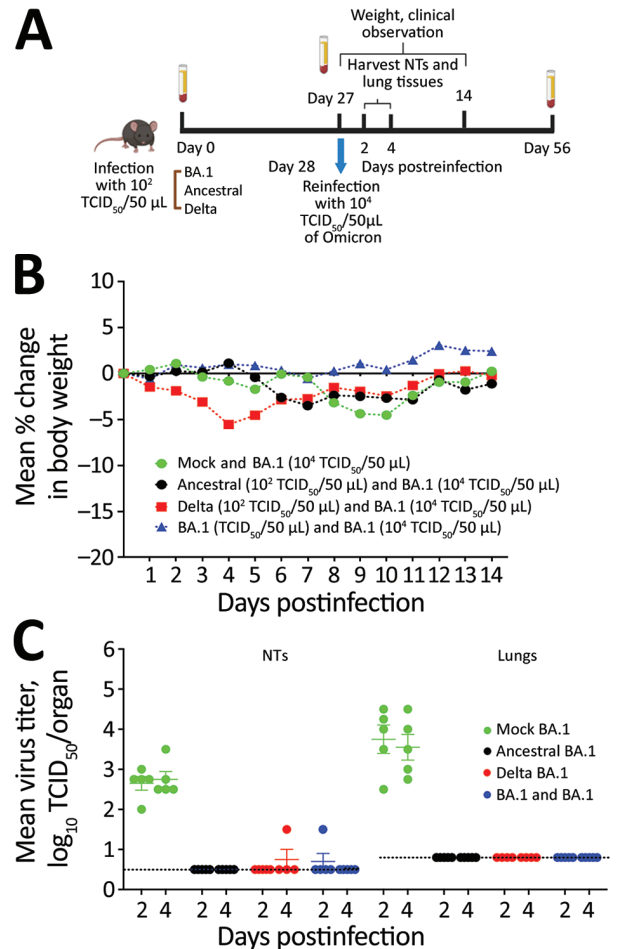 A
Weight, clinical
observation
Harvest NTs and
lung tissues
Day 27
14
Day 0
2
4
Day 56
Infection
with 10²
TCID₅₀/50 µL
BA.1
Ancestral
Delta
Day 28
Days postreinfection
Reinfection
with 10⁴
TCID₅₀/50µL
of Omicron
B
Mean % change
in body weight
10
5
0
–5
–10
–15
–20
Mock and BA.1 (10⁴ TCID₅₀/50 µL)
Ancestral (10² TCID₅₀/50 µL) and BA.1 (10⁴ TCID₅₀/50 µL)
Delta (10² TCID₅₀/50 µL) and BA.1 (10⁴ TCID₅₀/50 µL)
BA.1 (TCID₅₀/50 µL) and BA.1 (10⁴ TCID₅₀/50 µL)
1 2 3 4 5 6 7 8 9 10 11 12 13 14
Days postinfection
C
Mean virus titer,
log₁₀ TCID₅₀/organ
6
5
4
3
2
1
0
NTs
Lungs
Mock BA.1
Ancestral BA.1
Delta BA.1
BA.1 and BA.1
2 4 2 4 2 4 2 4 2 4 2 4 2 4 2 4
Days postinfection